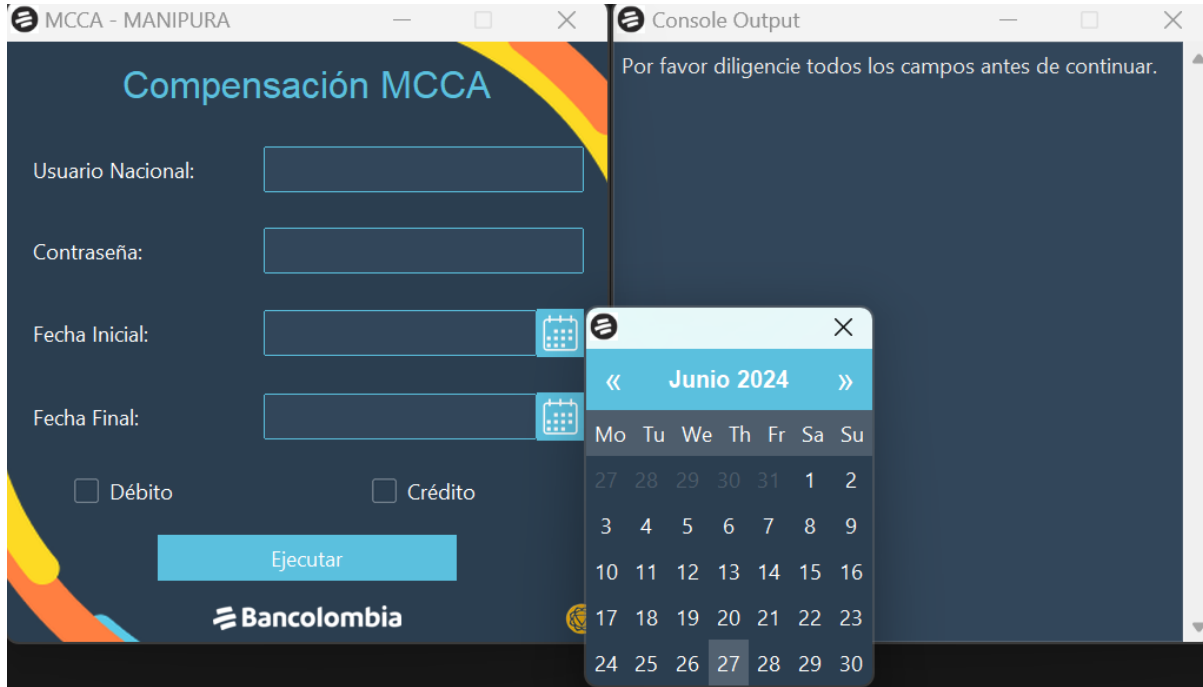 MCCA - MANIPURA
Compensación MCCA
Usuario Nacional:
Contraseña:
Fecha Inicial:
Fecha Final:
Débito Crédito
Ejecutar
Bancolombia
Console Output
Por favor diligencie todos los campos antes de continuar.
« Junio 2024 »
Mo Tu We Th Fr Sa Su
27 28 29 30 31 1 2
3 4 5 6 7 8 9
10 11 12 13 14 15 16
17 18 19 20 21 22 23
24 25 26 27 28 29 30